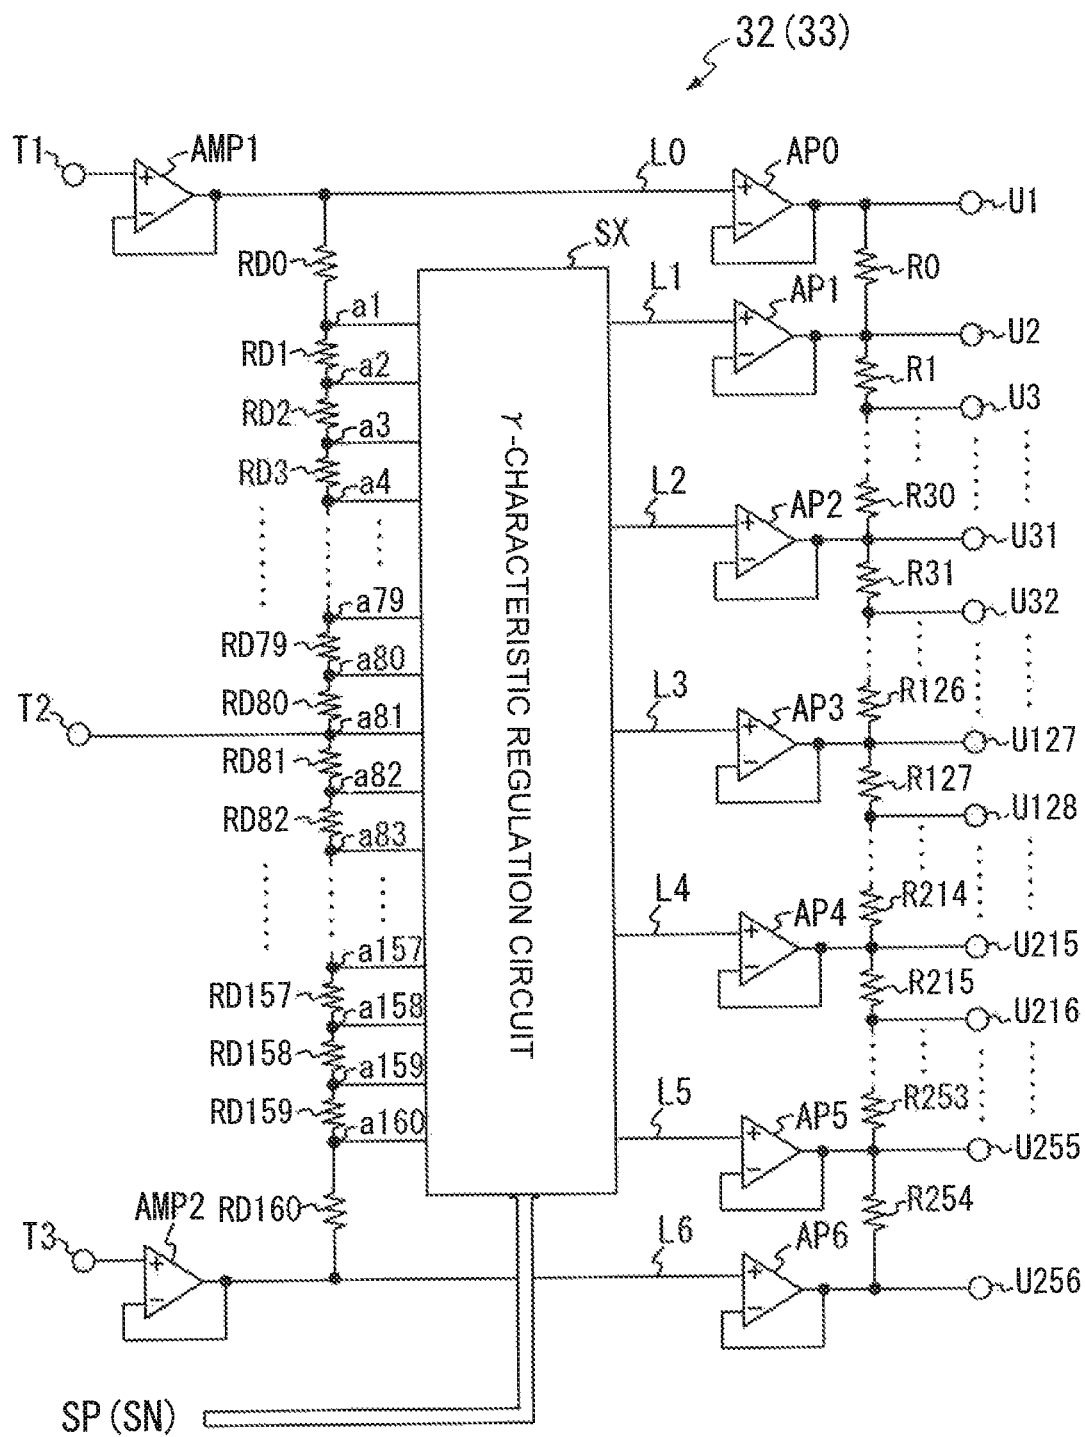 32(33)
T1
AMP1
L0
AP0
U1
SX
RD0
R0
a1
L1
AP1
U2
RD1
a2
R1
RD2
a3
U3
RD3
a4
γ-CHARACTERISTIC REGULATION CIRCUIT
L2
AP2
R30
U31
R31
a79
U32
RD79
a80
RD80
L3
AP3
R126
T2
a81
U127
RD81
a82
R127
RD82
a83
U128
L4
AP4
R214
a157
U215
RD157
a158
R215
U216
RD158
a159
RD159
a160
L5
AP5
R253
U255
RD160
R254
AMP2
T3
L6
AP6
U256
SP(SN)